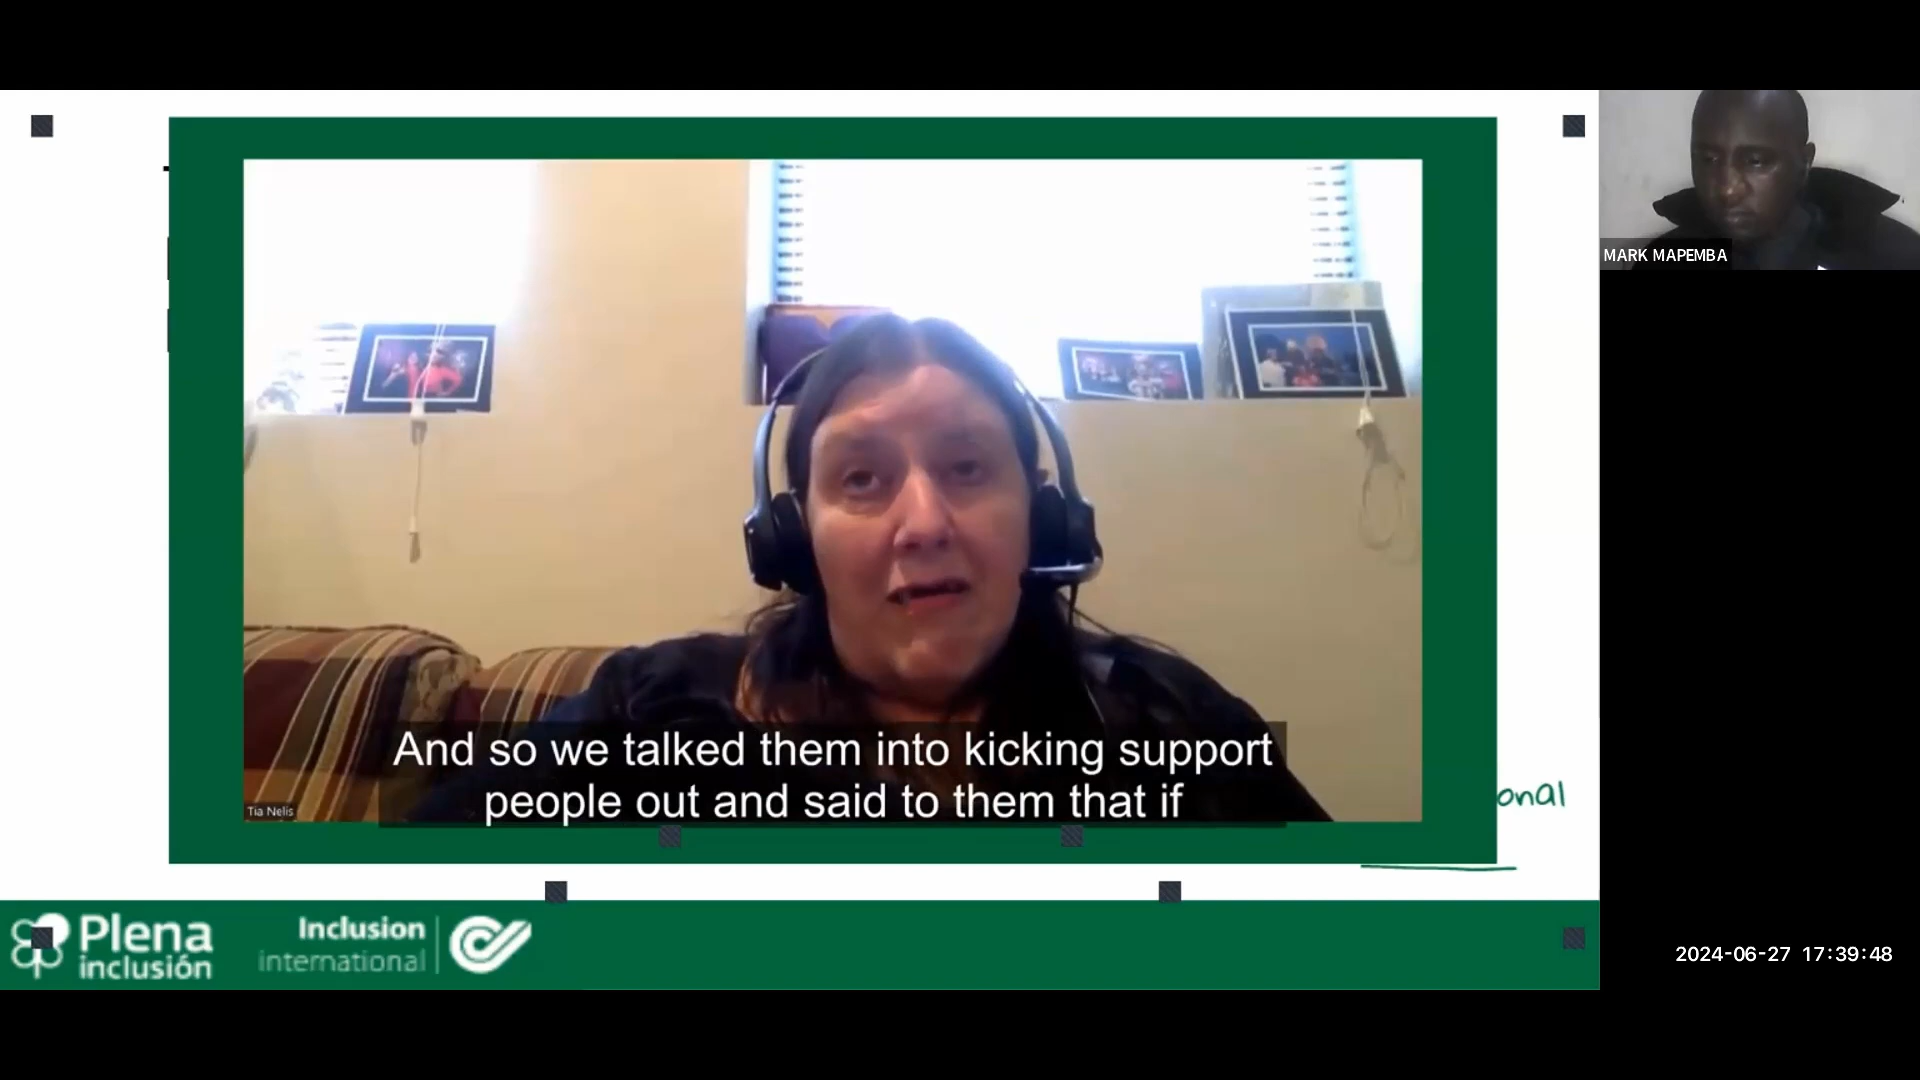 MARK MAPEMBA
And so we talked them into kicking support
people out and said to them that if
Tia Nelis
onal
Plena
inclusión
Inclusion
international
2024-06-27 17:39:48